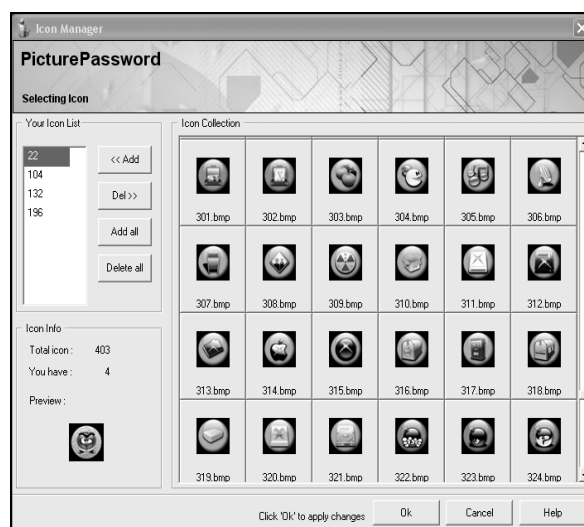 Icon Manager
PicturePassword
Selecting Icon
Your Icon List
22
104
132
196
<< Add
Del >>
Add all
Delete all
Icon Info
Total icon : 403
You have : 4
Preview :
Icon Collection
301.bmp 302.bmp 303.bmp 304.bmp 305.bmp 306.bmp
307.bmp 308.bmp 309.bmp 310.bmp 311.bmp 312.bmp
313.bmp 314.bmp 315.bmp 316.bmp 317.bmp 318.bmp
319.bmp 320.bmp 321.bmp 322.bmp 323.bmp 324.bmp
Click 'Ok' to apply changes
Ok
Cancel
Help